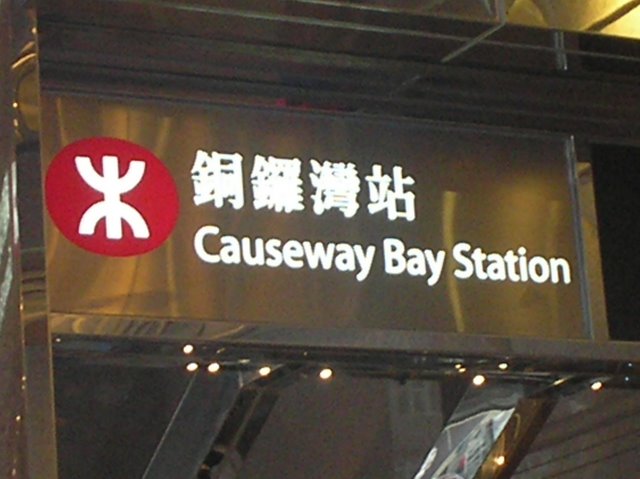 銅鑼灣站
Causeway Bay Station